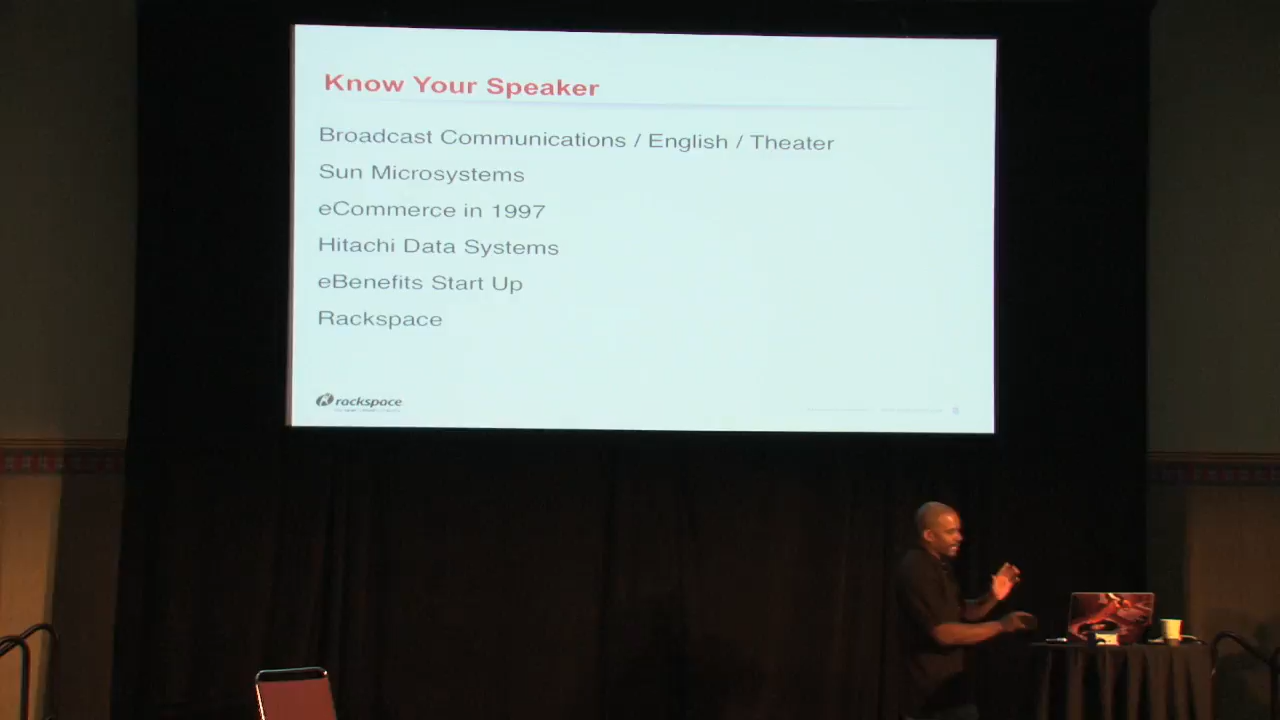 Know Your Speaker
Broadcast Communications / English / Theater
Sun Microsystems
eCommerce in 1997
Hitachi Data Systems
eBenefits Start Up
Rackspace
rackspace